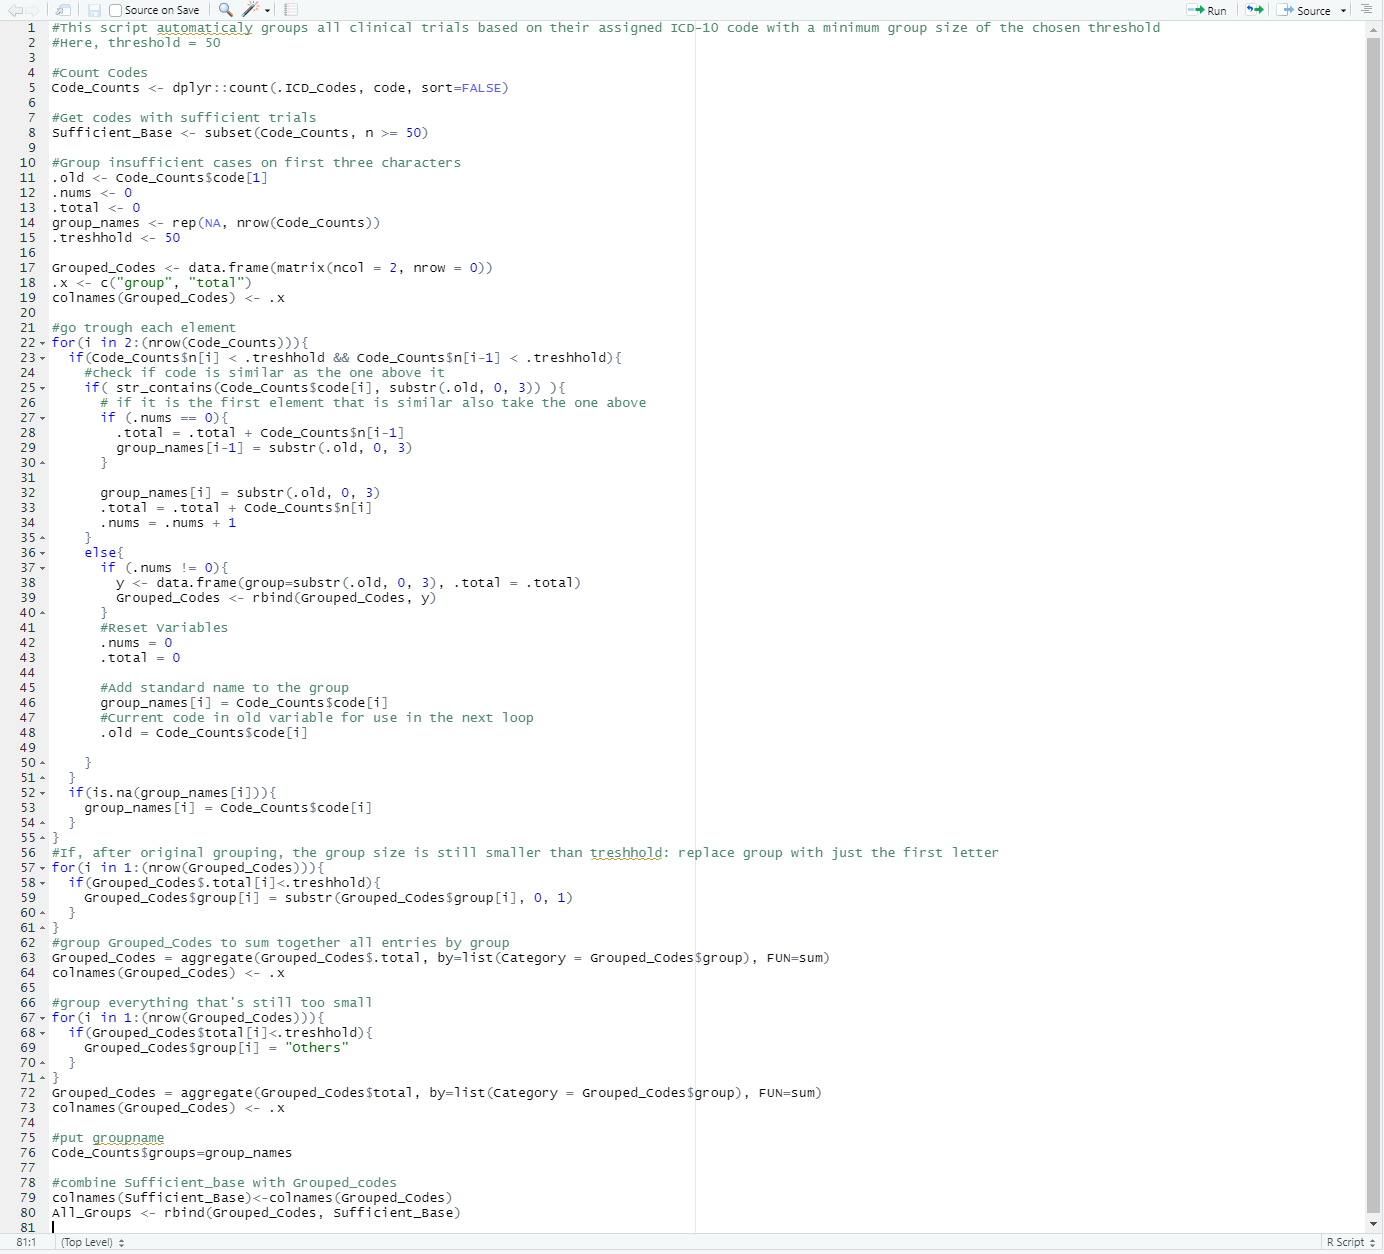 Source on Save Run Source
1 #This script automaticaly groups all clinical trials based on their assigned ICD-10 code with a minimum group size of the chosen threshold
2 #Here, threshold = 50
3
4 #Count Codes
5 Code_Counts <- dplyr::count(.ICD_Codes, code, sort=FALSE)
6
7 #Get codes with sufficient trials
8 Sufficient_Base <- subset(Code_Counts, n >= 50)
9
10 #Group insufficient cases on first three characters
11 .old <- Code_Counts$code[1]
12 .nums <- 0
13 .total <- 0
14 group_names <- rep(NA, nrow(Code_Counts))
15 .treshhold <- 50
16
17 Grouped_Codes <- data.frame(matrix(ncol = 2, nrow = 0))
18 .x <- c("group", "total")
19 colnames(Grouped_Codes) <- .x
20
21 #go trough each element
22 for(i in 2:(nrow(Code_Counts))){
23 if(Code_Counts$n[i] < .treshhold && Code_Counts$n[i-1] < .treshhold){
24 #check if code is similar as the one above it
25 if( str_contains(Code_Counts$code[i], substr(.old, 0, 3)) ){
26 # if it is the first element that is similar also take the one above
27 if (.nums == 0){
28 .total = .total + Code_Counts$n[i-1]
29 group_names[i-1] = substr(.old, 0, 3)
30 }
31
32 group_names[i] = substr(.old, 0, 3)
33 .total = .total + Code_Counts$n[i]
34 .nums = .nums + 1
35 }
36 else{
37 if (.nums != 0){
38 y <- data.frame(group=substr(.old, 0, 3), .total = .total)
39 Grouped_Codes <- rbind(Grouped_Codes, y)
40 }
41 #Reset Variables
42 .nums = 0
43 .total = 0
44
45 #Add standard name to the group
46 group_names[i] = Code_Counts$code[i]
47 #Current code in old variable for use in the next loop
48 .old = Code_Counts$code[i]
49
50 }
51 }
52 if(is.na(group_names[i])){
53 group_names[i] = Code_Counts$code[i]
54 }
55 }
56 #If, after original grouping, the group size is still smaller than treshhold: replace group with just the first letter
57 for(i in 1:(nrow(Grouped_Codes))){
58 if(Grouped_Codes$.total[i]<.treshhold){
59 Grouped_Codes$group[i] = substr(Grouped_Codes$group[i], 0, 1)
60 }
61 }
62 #group Grouped_Codes to sum together all entries by group
63 Grouped_Codes = aggregate(Grouped_Codes$.total, by=list(Category = Grouped_Codes$group), FUN=sum)
64 colnames(Grouped_Codes) <- .x
65
66 #group everything that's still too small
67 for(i in 1:(nrow(Grouped_Codes))){
68 if(Grouped_Codes$total[i]<.treshhold){
69 Grouped_Codes$group[i] = "Others"
70 }
71 }
72 Grouped_Codes = aggregate(Grouped_Codes$total, by=list(Category = Grouped_Codes$group), FUN=sum)
73 colnames(Grouped_Codes) <- .x
74
75 #put groupname
76 Code_Counts$groups=group_names
77
78 #combine Sufficient_base with Grouped_codes
79 colnames(Sufficient_Base)<-colnames(Grouped_Codes)
80 All_Groups <- rbind(Grouped_Codes, Sufficient_Base)
81
81:1 (Top Level) R Script